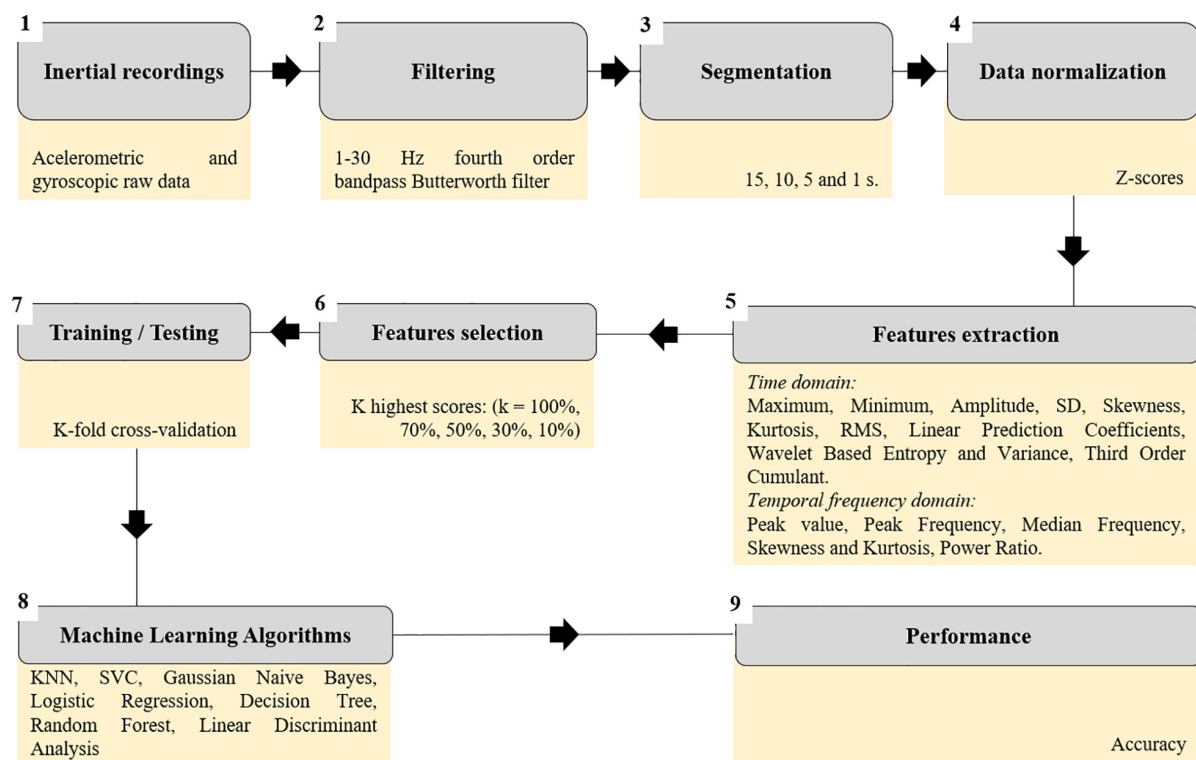 1
Inertial recordings
Acelerometric and
gyroscopic raw data
2
Filtering
1-30 Hz fourth order
bandpass Butterworth filter
3
Segmentation
15, 10, 5 and 1 s.
4
Data normalization
Z-scores
5
Features extraction
Time domain:
Maximum, Minimum, Amplitude, SD, Skewness,
Kurtosis, RMS, Linear Prediction Coefficients,
Wavelet Based Entropy and Variance, Third Order
Cumulant.
Temporal frequency domain:
Peak value, Peak Frequency, Median Frequency,
Skewness and Kurtosis, Power Ratio.
6
Features selection
K highest scores: (k = 100%,
70%, 50%, 30%, 10%)
7
Training / Testing
K-fold cross-validation
8
Machine Learning Algorithms
KNN, SVC, Gaussian Naive Bayes,
Logistic Regression, Decision Tree,
Random Forest, Linear Discriminant
Analysis
9
Performance
Accuracy